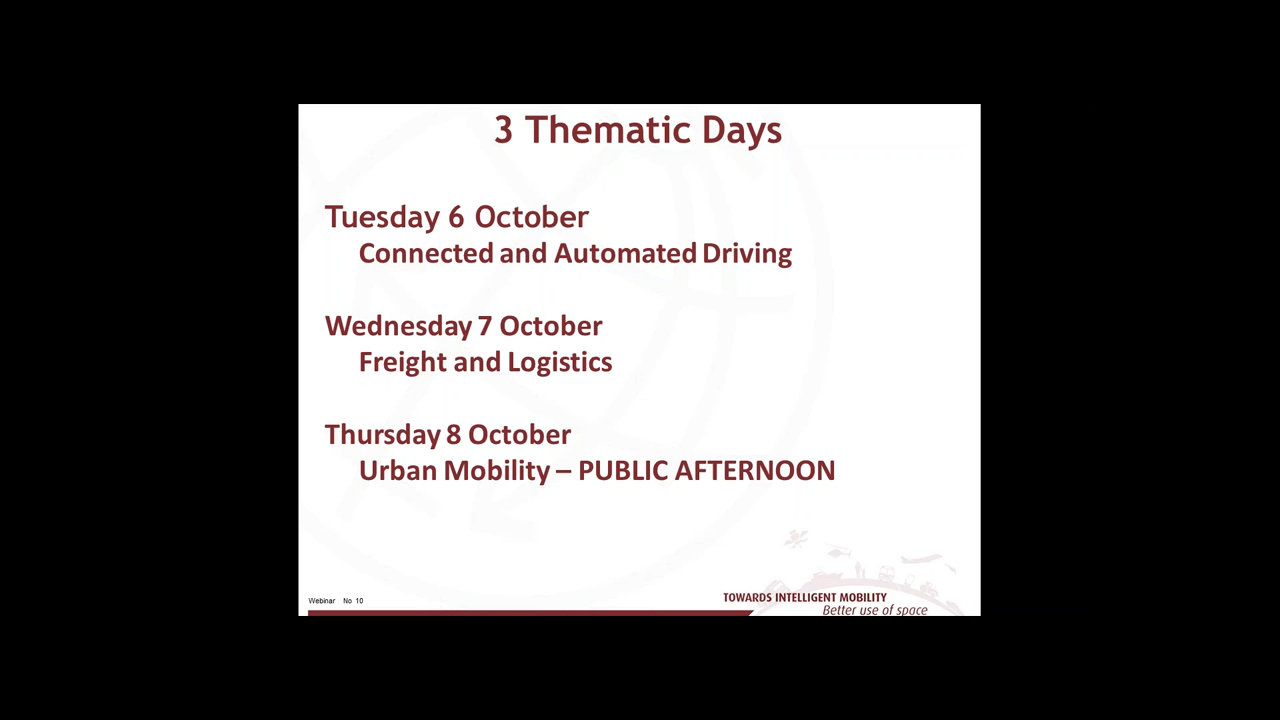 3 Thematic Days
Tuesday 6 October
Connected and Automated Driving
Wednesday 7 October
Freight and Logistics
Thursday 8 October
Urban Mobility – PUBLIC AFTERNOON
Webinar No 10
TOWARDS INTELLIGENT MOBILITY
Better use of space